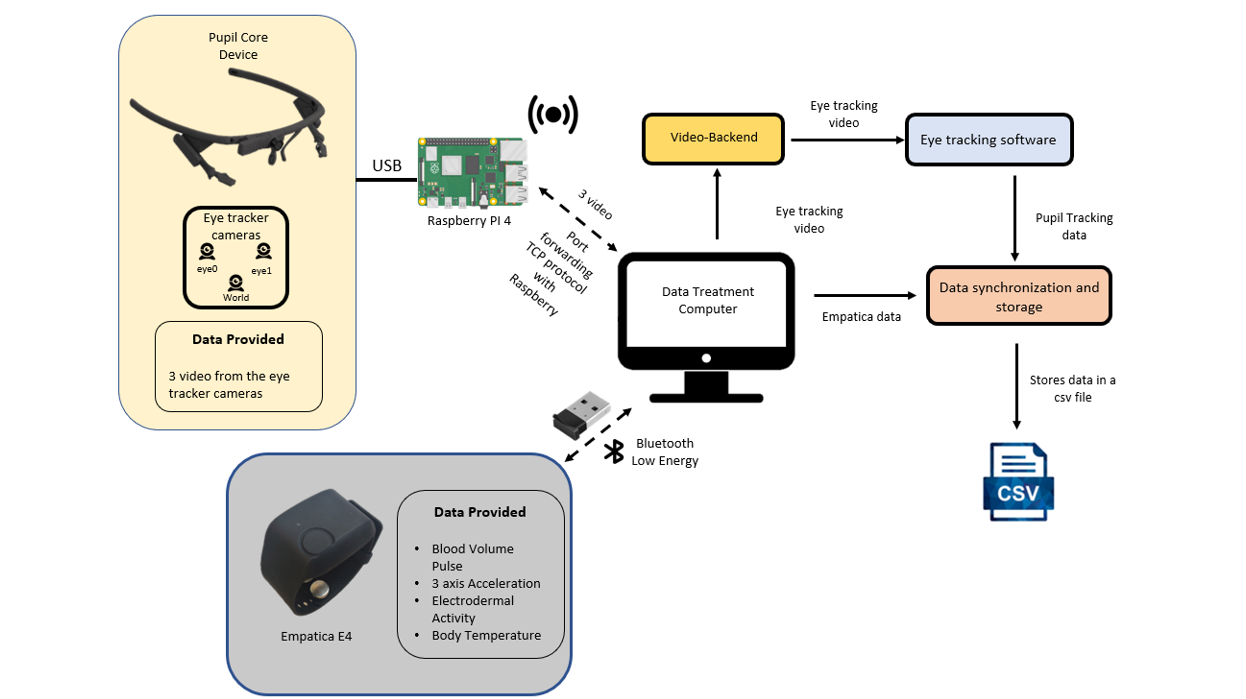 Pupil Core
Device
Eye tracker
cameras
eye0
eye1
World
Data Provided
3 video from the eye
tracker cameras
USB
Raspberry PI 4
3 video
Port
forwarding
TCP protocol
with
Raspberry
Data Treatment
Computer
Video-Backend
Eye tracking
video
Eye tracking
video
Eye tracking software
Pupil Tracking
data
Empatica data
Data synchronization and
storage
Stores data in a
csv file
CSV
Bluetooth
Low Energy
Empatica E4
Data Provided
• Blood Volume
Pulse
• 3 axis Acceleration
• Electrodermal
Activity
• Body Temperature